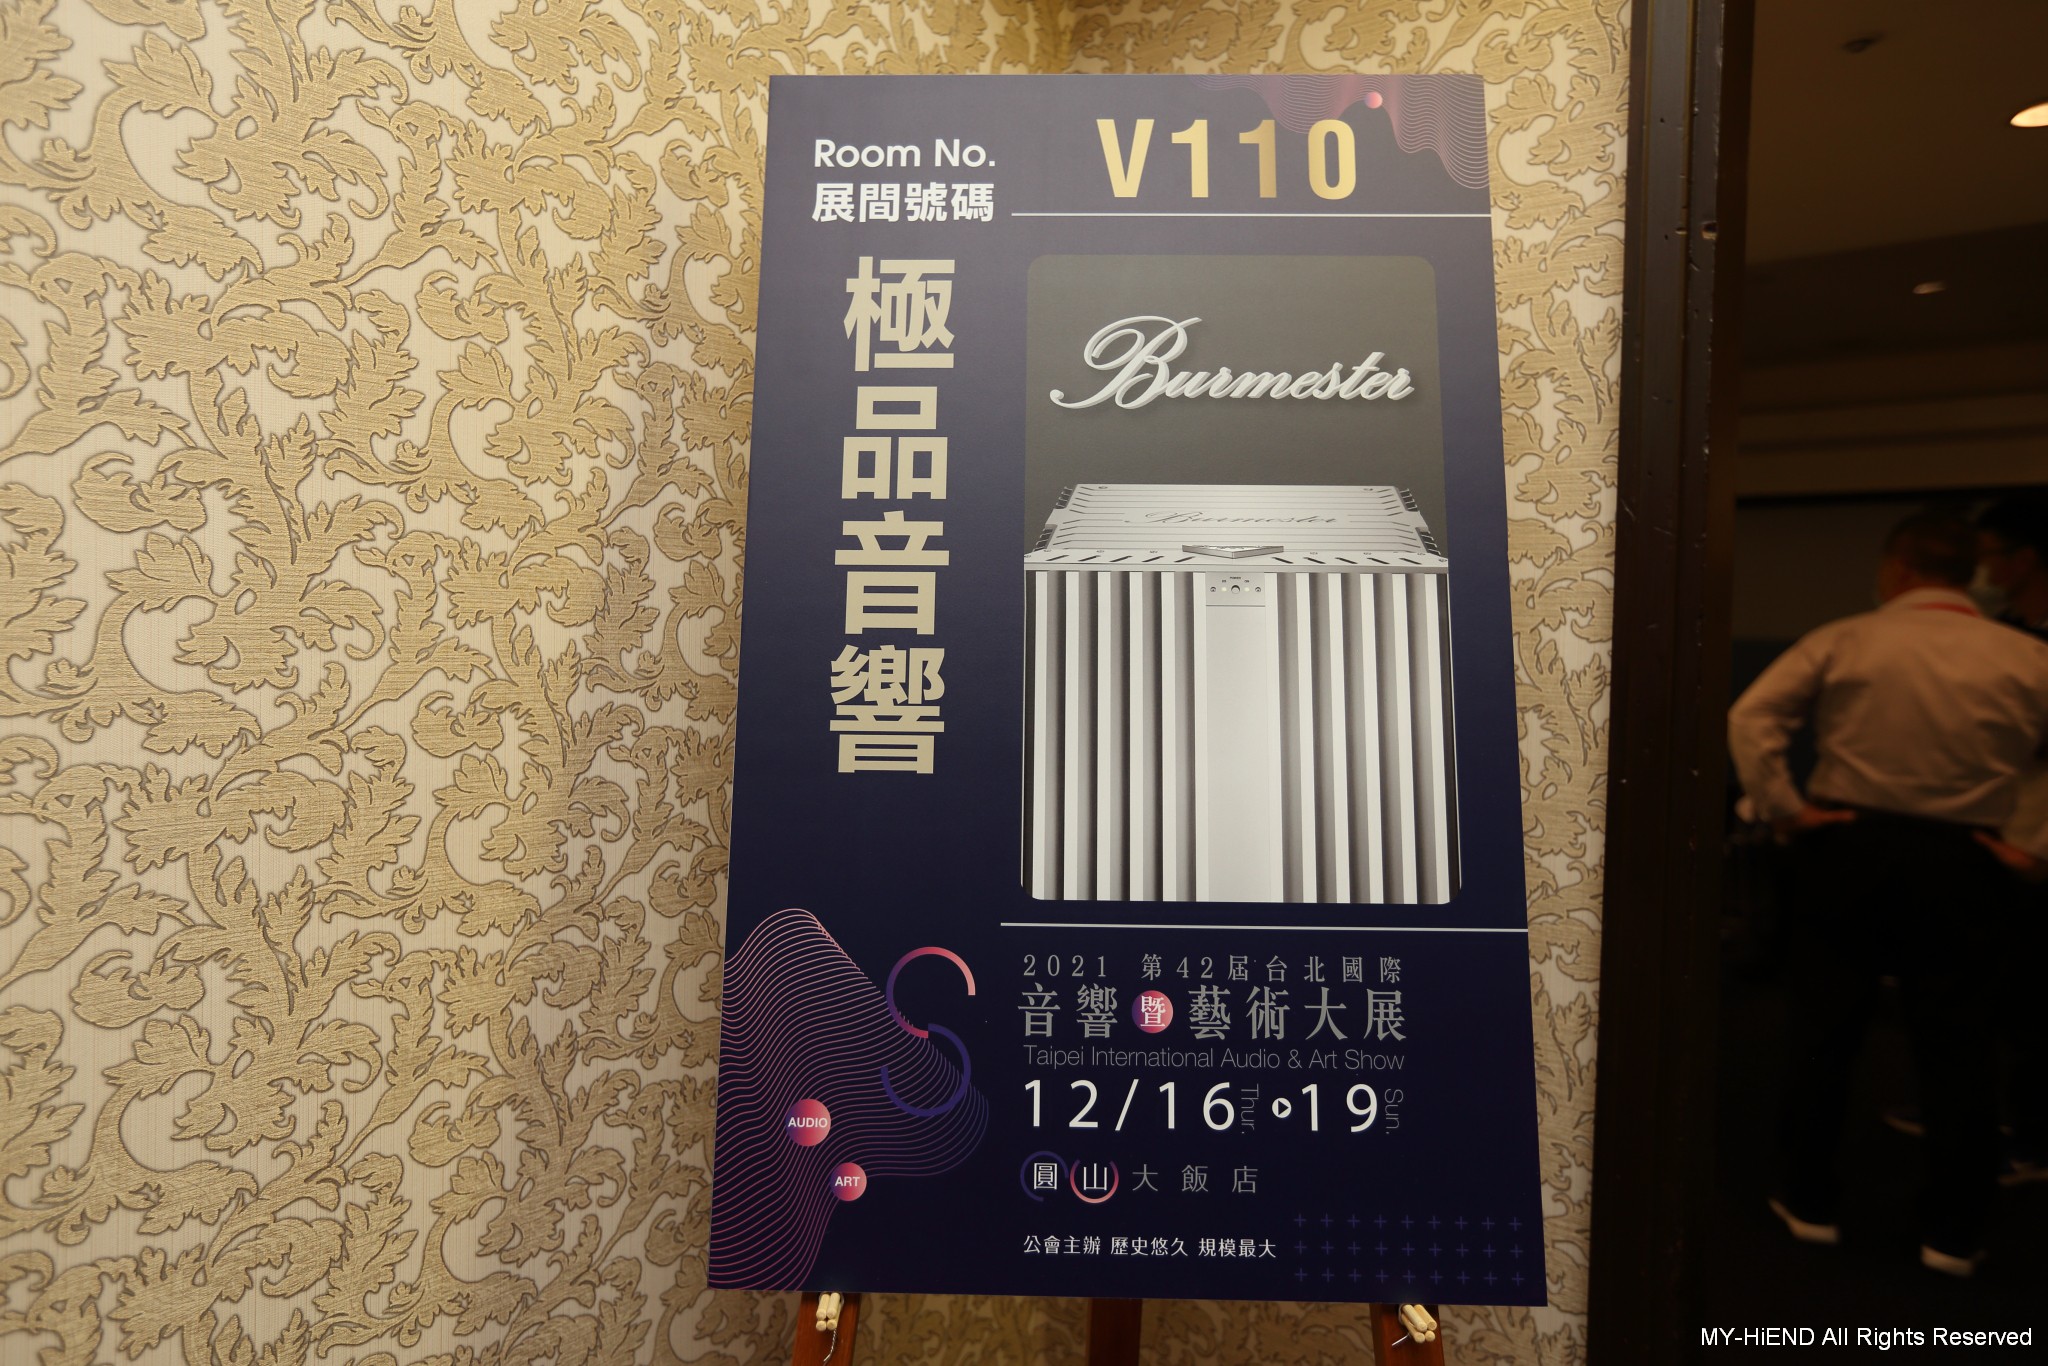 Room No.
展間號碼
V110
極品音響
Burmester
Burmester
2021 第42屆台北國際
音響暨藝術大展
Taipei International Audio & Art Show
12/16 Thur. 19 Sun.
AUDIO
ART
圓山大飯店
公會主辦 歷史悠久 規模最大
MY-HiEND All Rights Reserved